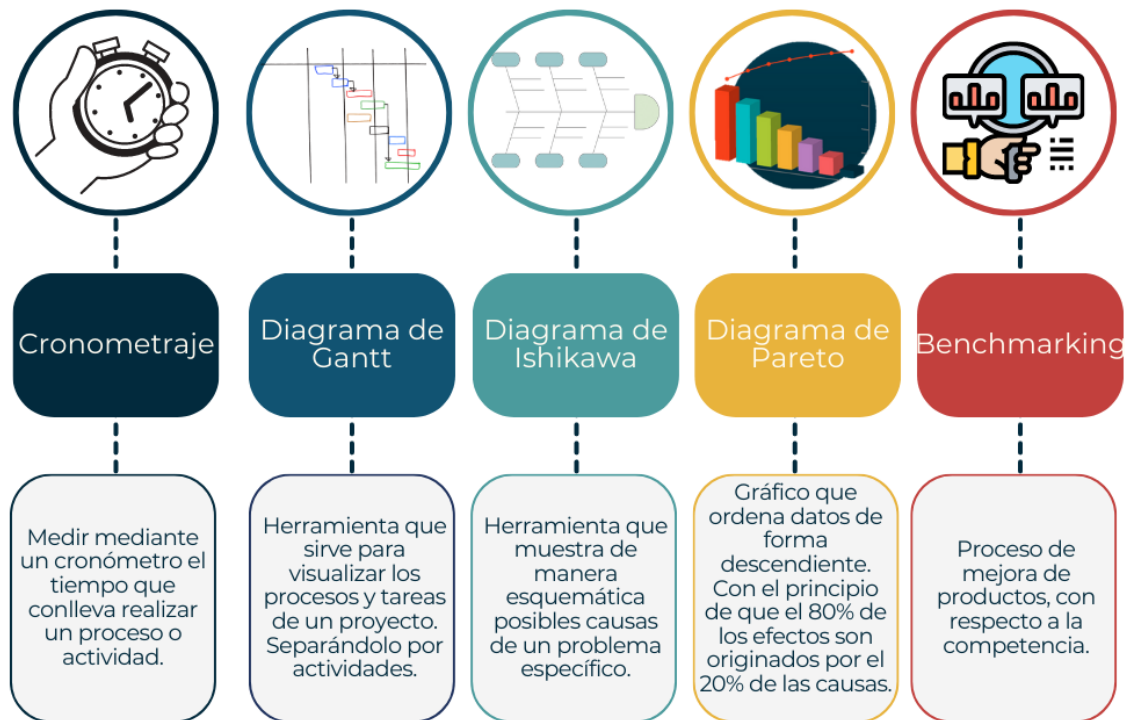 Cronometraje
Diagrama de
Gantt
Diagrama de
Ishikawa
Diagrama de
Pareto
Benchmarking
Medir mediante
un cronómetro el
tiempo que
conlleva realizar
un proceso o
actividad.
Herramienta que
sirve para
visualizar los
procesos y tareas
de un proyecto.
Separándolo por
actividades.
Herramienta que
muestra de
manera
esquemática
posibles causas
de un problema
específico.
Gráfico que
ordena datos de
forma
descendiente.
Con el principio
de que el 80% de
los efectos son
originados por el
20% de las causas.
Proceso de
mejora de
productos, con
respecto a la
competencia.